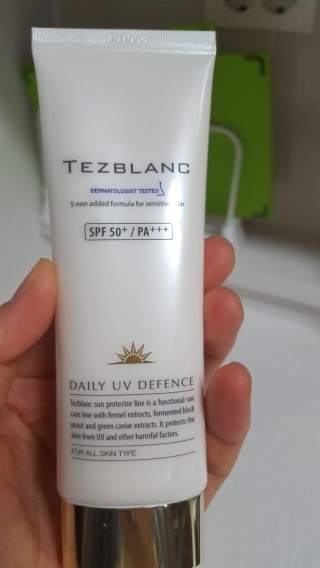 TEZBLANC
DERMATOLOGIST TESTED
5 non added formula for sensitive skin
SPF 50+ / PA+++
DAILY UV DEFENCE
Tezblanc sun protector line is a functional sun
care line with fennel extracts, fermented black
yeast and green caviar extracts. It protects the
skin from UV and other harmful factors.
FOR ALL SKIN TYPE